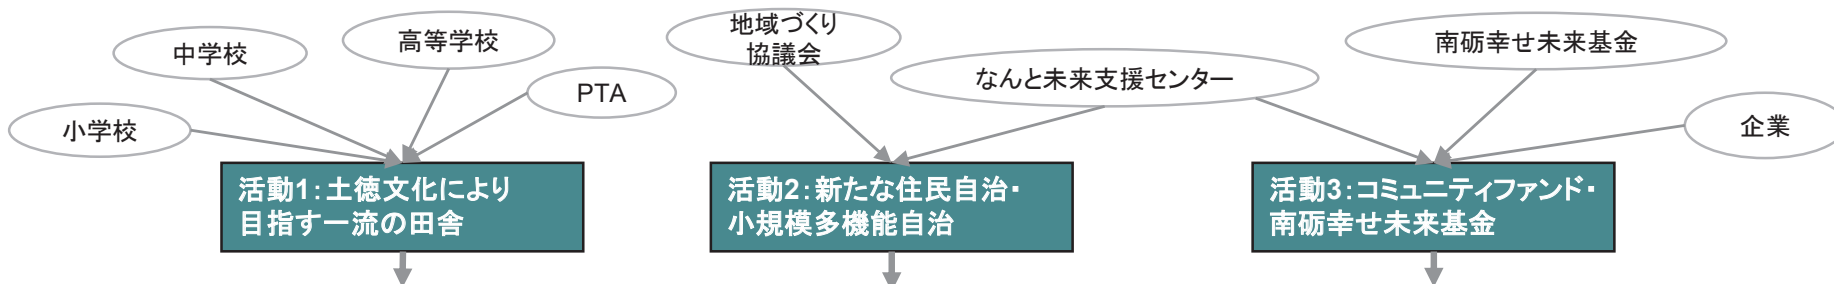 中学校
高等学校
地域づくり
協議会
南砺幸せ未来基金
なんと未来支援センター
PTA
小学校
企業
活動1:土徳文化により
目指す一流の田舎
活動2:新たな住民自治・
小規模多機能自治
活動3:コミュニティファンド・
南砺幸せ未来基金